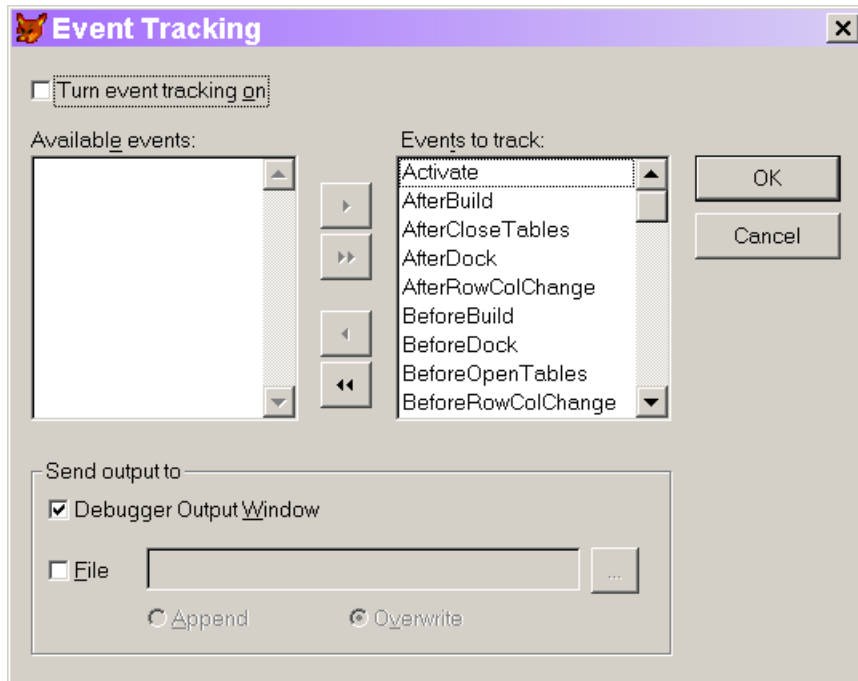 Event Tracking
Turn event tracking on
Available events:
Events to track:
Activate
AfterBuild
AfterCloseTables
AfterDock
AfterRowColChange
BeforeBuild
BeforeDock
BeforeOpenTables
BeforeRowColChange
OK
Cancel
Send output to
Debugger Output Window
File
...
Append
Overwrite